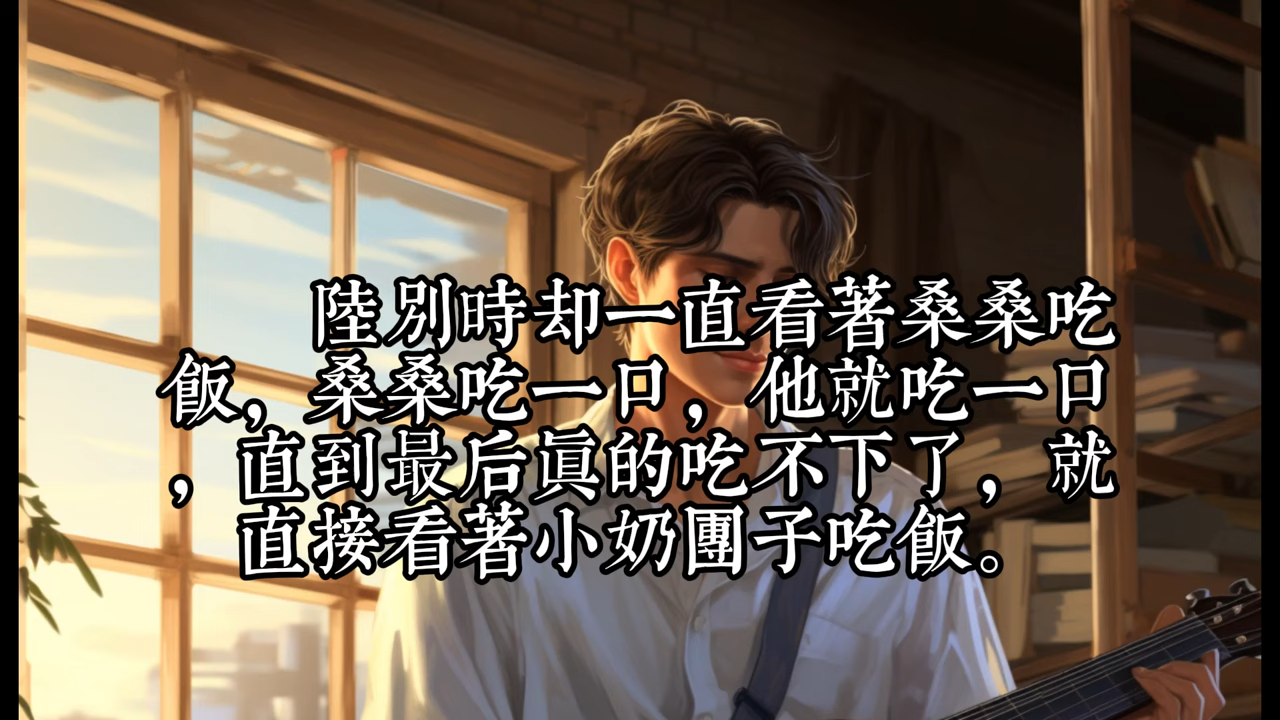 陸別時却一直看著桑桑吃
飯，桑桑吃一口，他就吃一口
，直到最后眞的吃不下了，就
直接看著小奶團子吃飯。